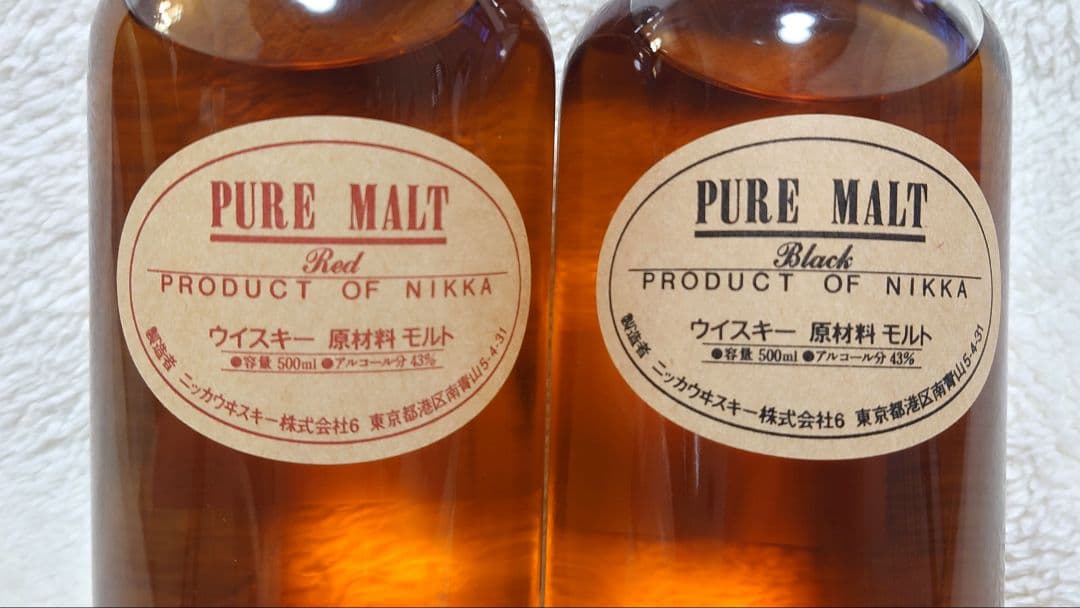 PURE MALT
Red
PRODUCT OF NIKKA
ウイスキー 原材料 モルト
●容量 500ml ●アルコール分 43%
製造者 ニッカウヰスキー株式会社6 東京都港区南青山5-4-31
PURE MALT
Black
PRODUCT OF NIKKA
ウイスキー 原材料 モルト
●容量 500ml ●アルコール分 43%
製造者 ニッカウヰスキー株式会社6 東京都港区南青山5-4-31